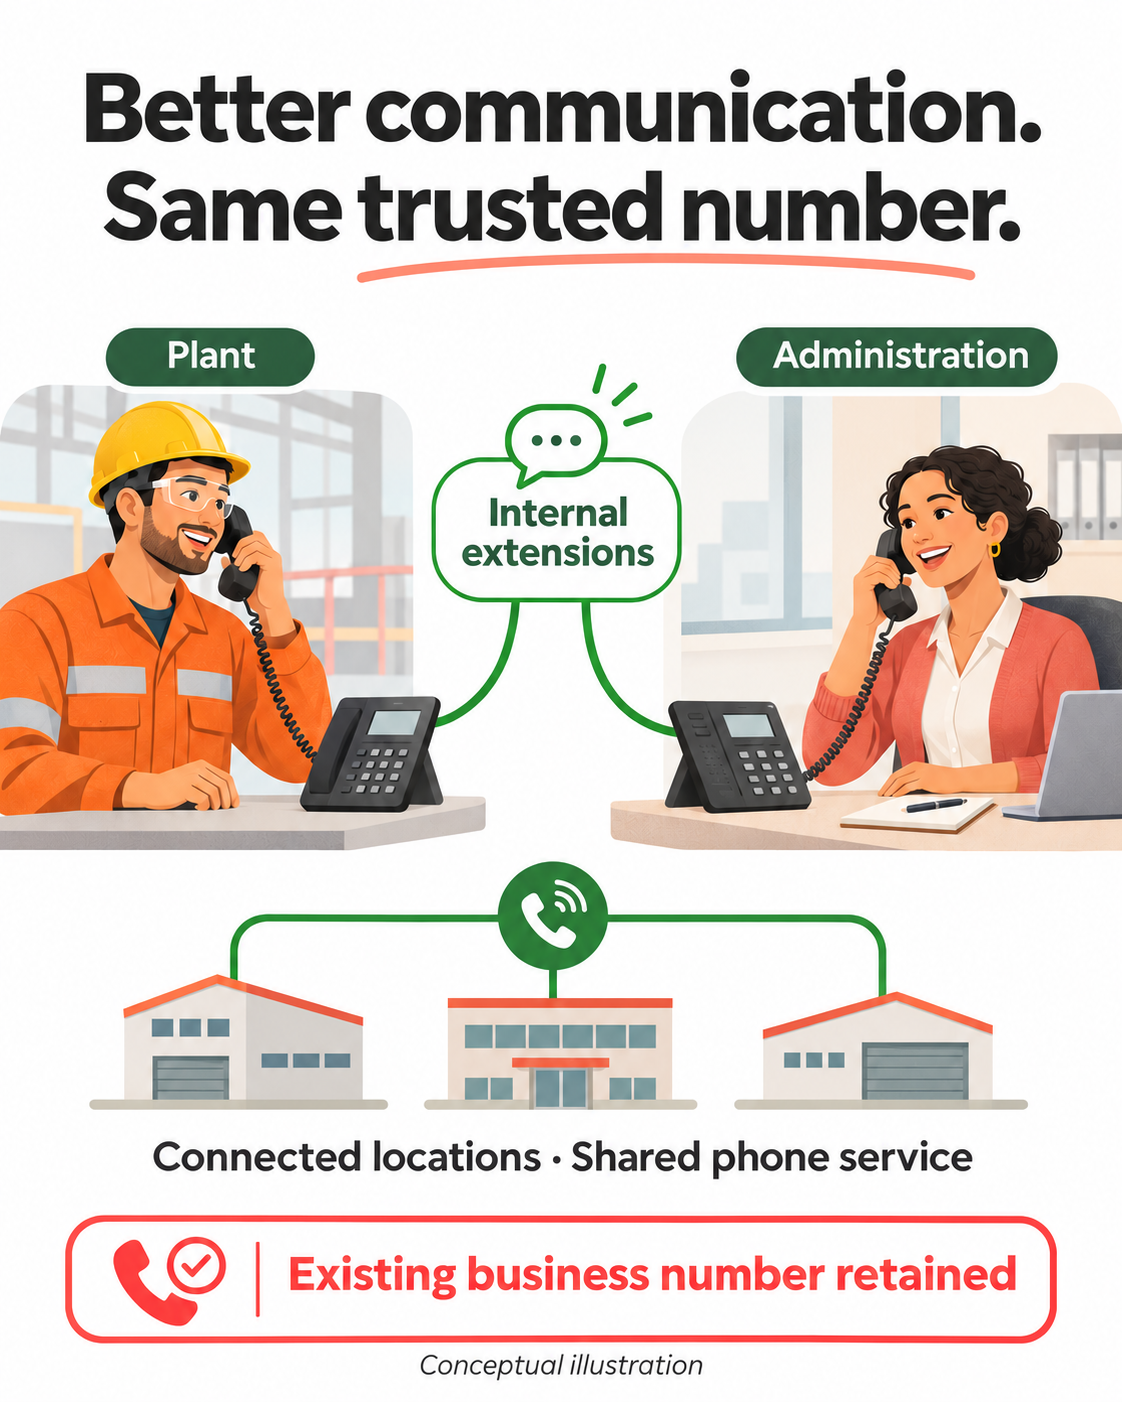 Better communication.
Same trusted number.
Plant
Administration
Internal
extensions
Connected locations · Shared phone service
Existing business number retained
Conceptual illustration